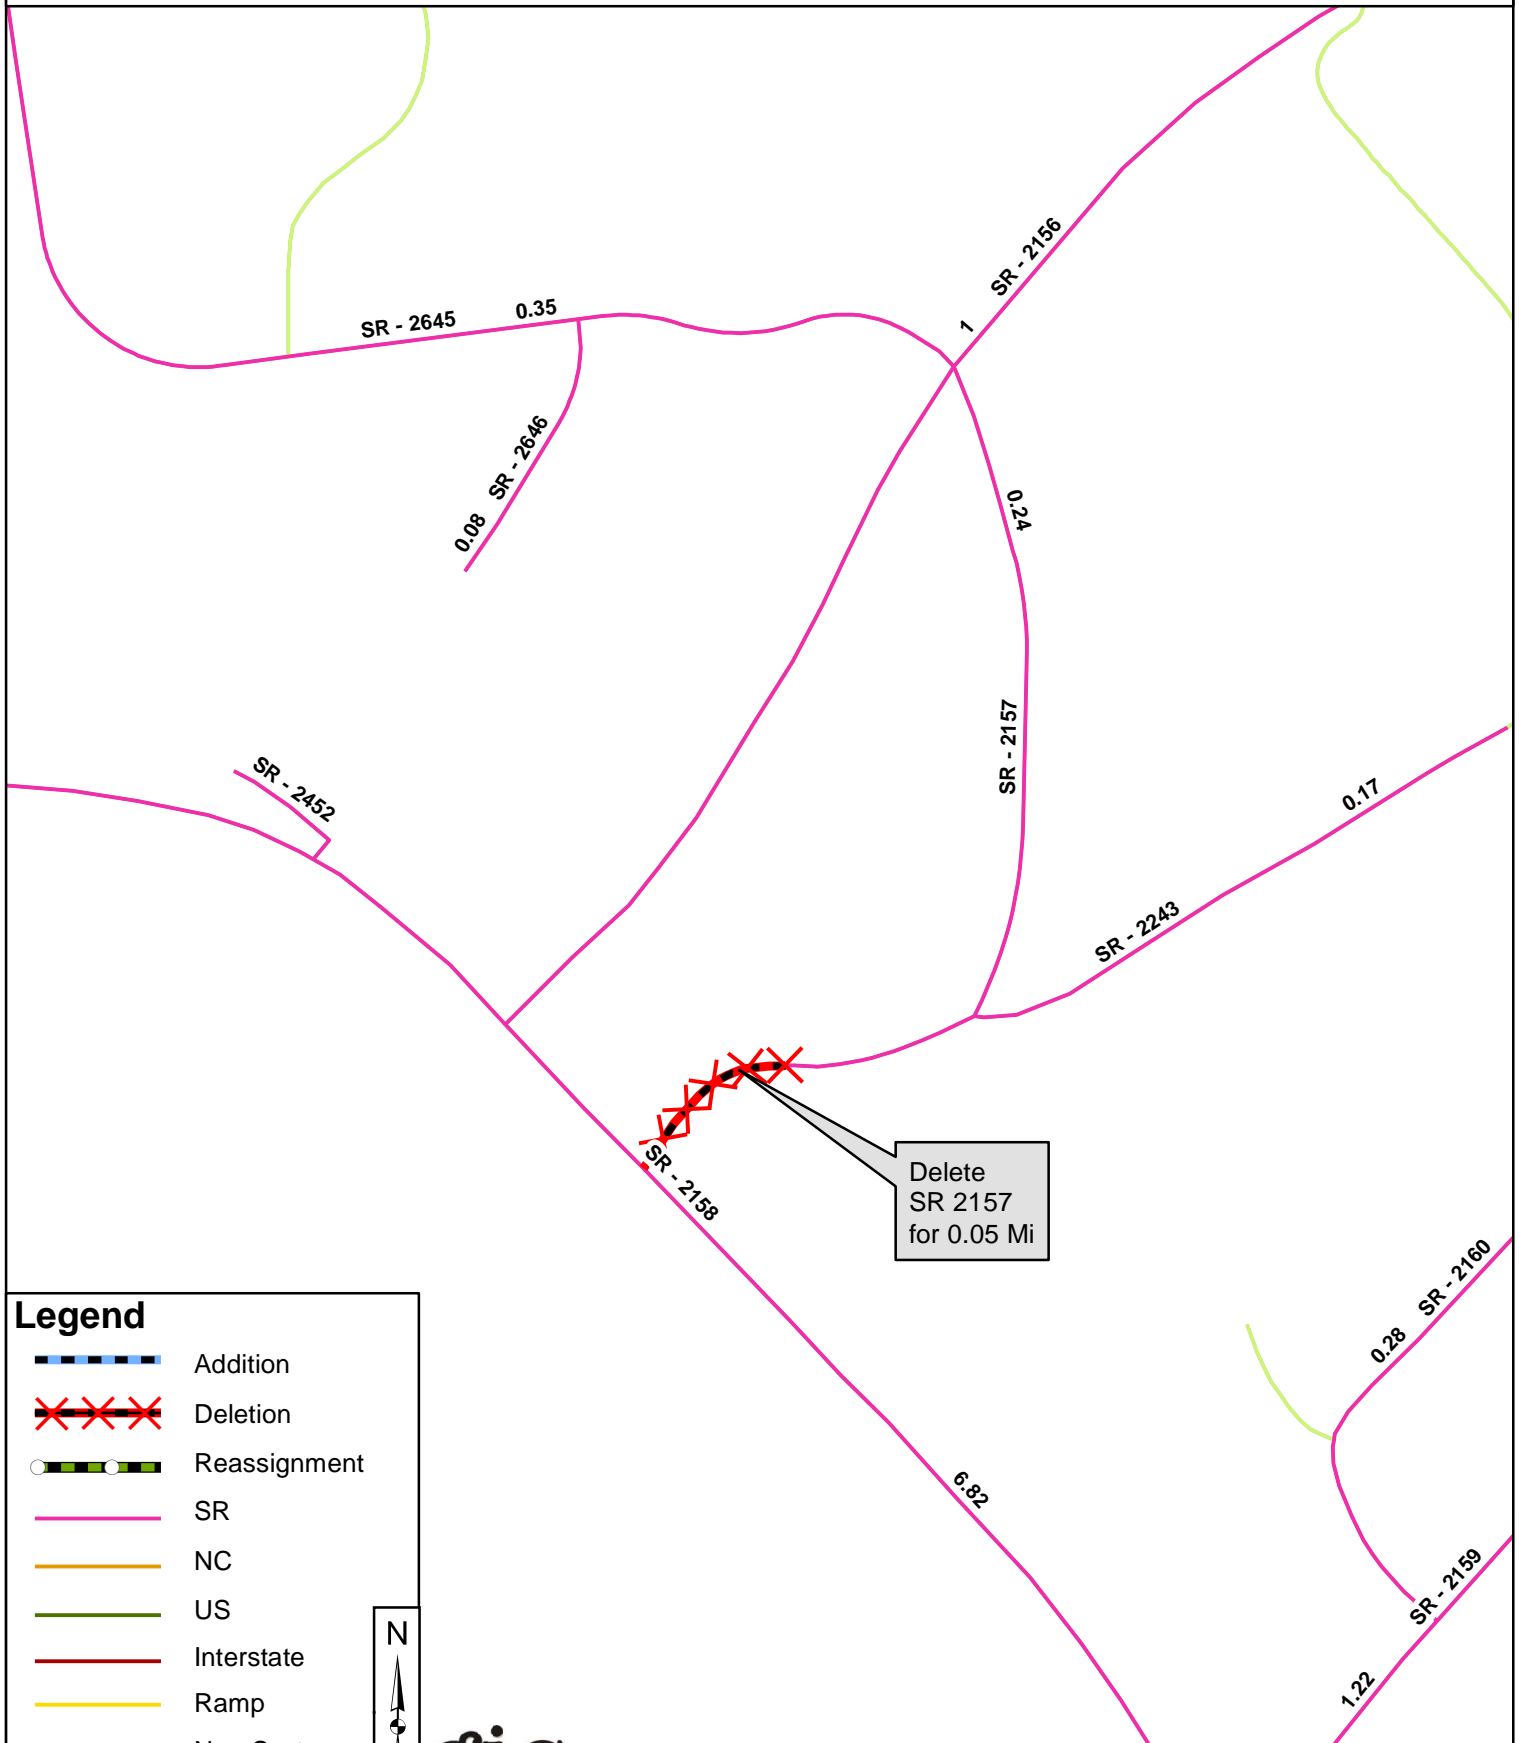 SR - 2156
1
SR - 2645
0.35
SR - 2646
0.08
0.24
SR - 2157
SR - 2452
0.17
SR - 2243
SR - 2158
Delete
SR 2157
for 0.05 Mi
SR - 2160
0.28
6.82
SR - 2159
1.22
Legend
Addition
Deletion
Reassignment
SR
NC
US
Interstate
Ramp
N